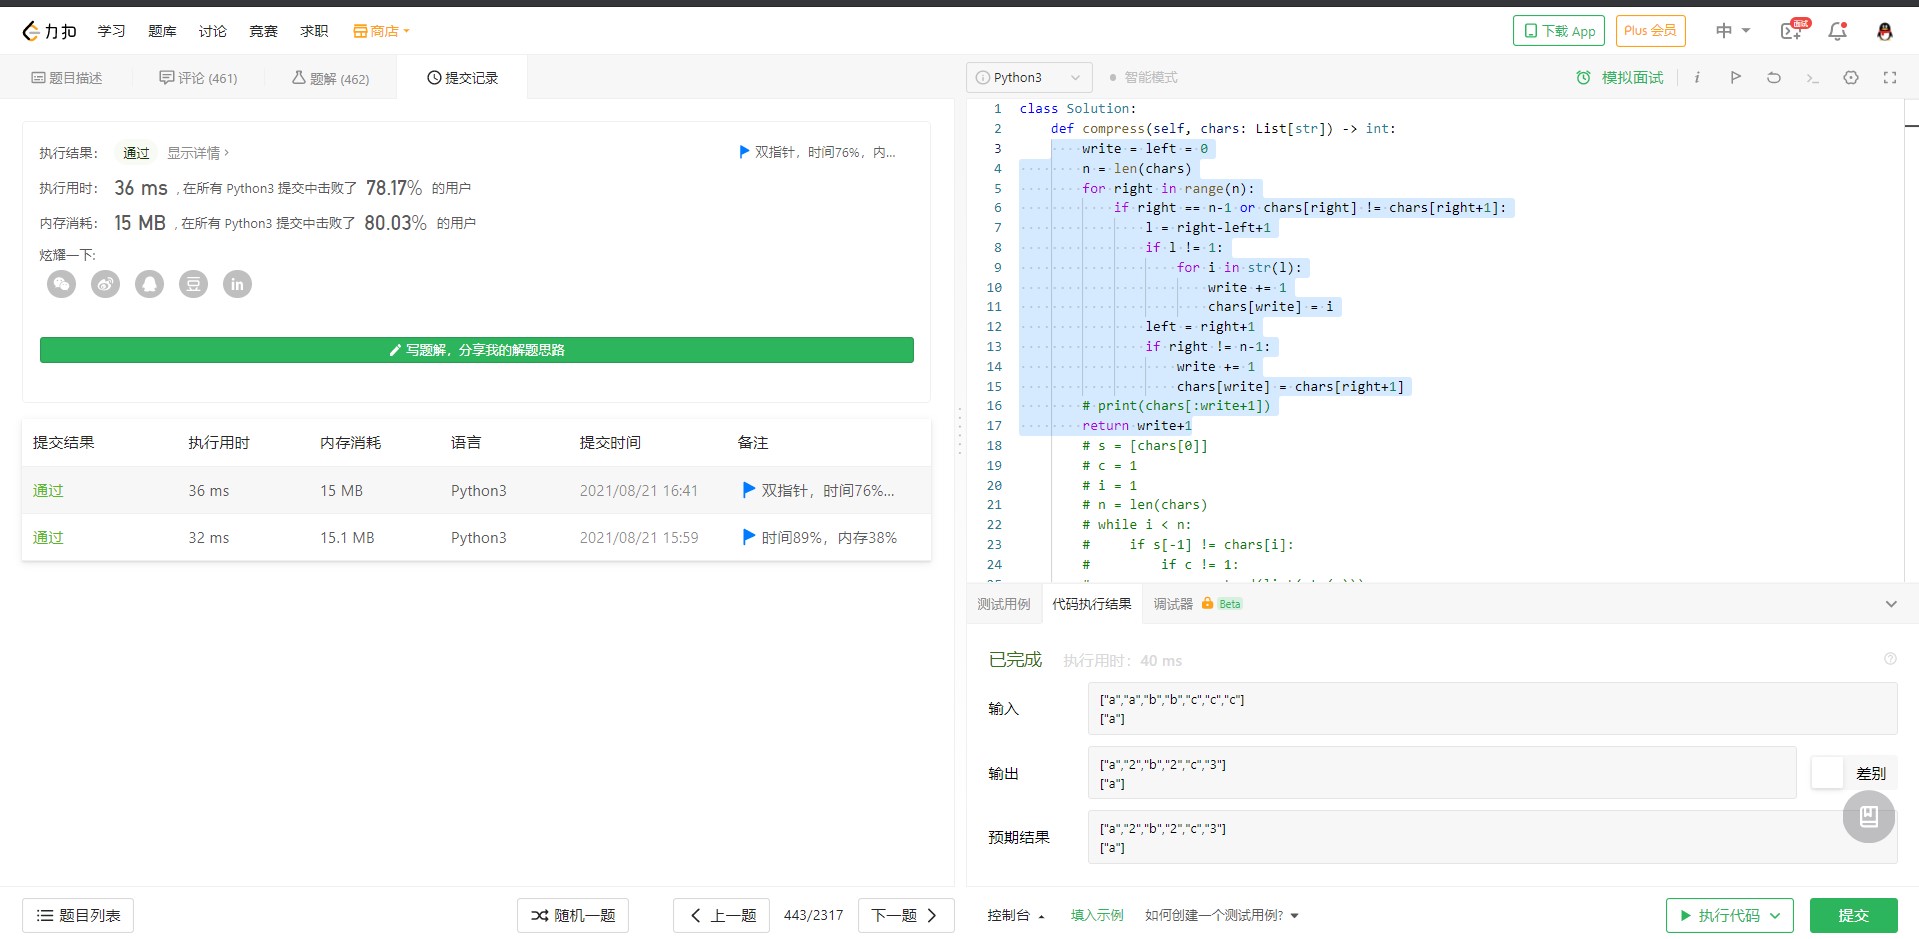 力扣 学习 题库 讨论 竞赛 求职 商店 下载 App Plus 会员 中 面试
题目描述 评论 (461) 题解 (462) 提交记录
执行结果: 通过 显示详情 › 双指针，时间76%，内...
执行用时: 36 ms , 在所有 Python3 提交中击败了 78.17% 的用户
内存消耗: 15 MB , 在所有 Python3 提交中击败了 80.03% 的用户
炫耀一下:
豆 in
写题解，分享我的解题思路
提交结果 执行用时 内存消耗 语言 提交时间 备注
通过 36 ms 15 MB Python3 2021/08/21 16:41 双指针，时间76%...
通过 32 ms 15.1 MB Python3 2021/08/21 15:59 时间89%，内存38%
题目列表 随机一题 上一题 443/2317 下一题
Python3 智能模式 模拟面试 i
1 class Solution:
2 def compress(self, chars: List[str]) -> int:
3 write = left = 0
4 n = len(chars)
5 for right in range(n):
6 if right == n-1 or chars[right] != chars[right+1]:
7 l = right-left+1
8 if l != 1:
9 for i in str(l):
10 write += 1
11 chars[write] = i
12 left = right+1
13 if right != n-1:
14 write += 1
15 chars[write] = chars[right+1]
16 # print(chars[:write+1])
17 return write+1
18 # s = [chars[0]]
19 # c = 1
20 # i = 1
21 # n = len(chars)
22 # while i < n:
23 # if s[-1] != chars[i]:
24 # if c != 1:
测试用例 代码执行结果 调试器 Beta
已完成 执行用时: 40 ms
输入
["a","a","b","b","c","c","c"]
["a"]
输出
["a","2","b","2","c","3"]
["a"]
差别
预期结果
["a","2","b","2","c","3"]
["a"]
控制台 填入示例 如何创建一个测试用例? 执行代码 提交